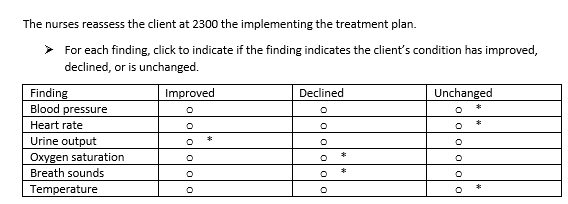 The nurses reassess the client at 2300 the implementing the treatment plan.
➤ For each finding, click to indicate if the finding indicates the client's condition has improved,
declined, or is unchanged.
Finding Improved Declined Unchanged
Blood pressure o o o *
Heart rate o o o *
Urine output o * o o
Oxygen saturation o o * o
Breath sounds o o * o
Temperature o o o *